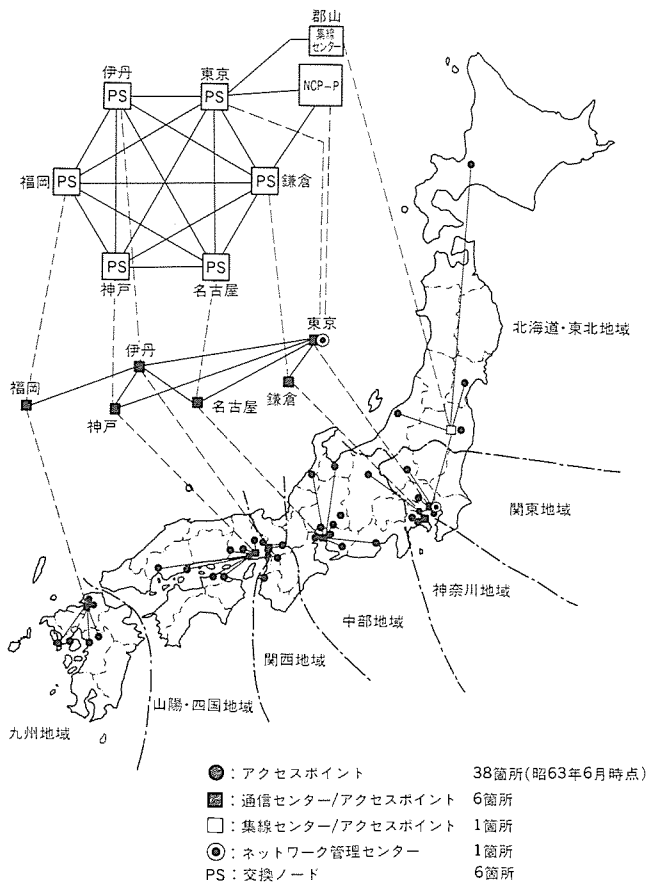 郡山
集線
センター
伊丹
東京
PS
PS
NCP-P
福岡
PS
PS
鎌倉
PS
PS
神戸
名古屋
東京
伊丹
福岡
神戸
名古屋
鎌倉
北海道・東北地域
関東地域
神奈川地域
中部地域
関西地域
山陽・四国地域
九州地域
：アクセスポイント 38箇所(昭63年6月時点)
：通信センター/アクセスポイント 6箇所
：集線センター/アクセスポイント 1箇所
：ネットワーク管理センター 1箇所
PS：交換ノード 6箇所